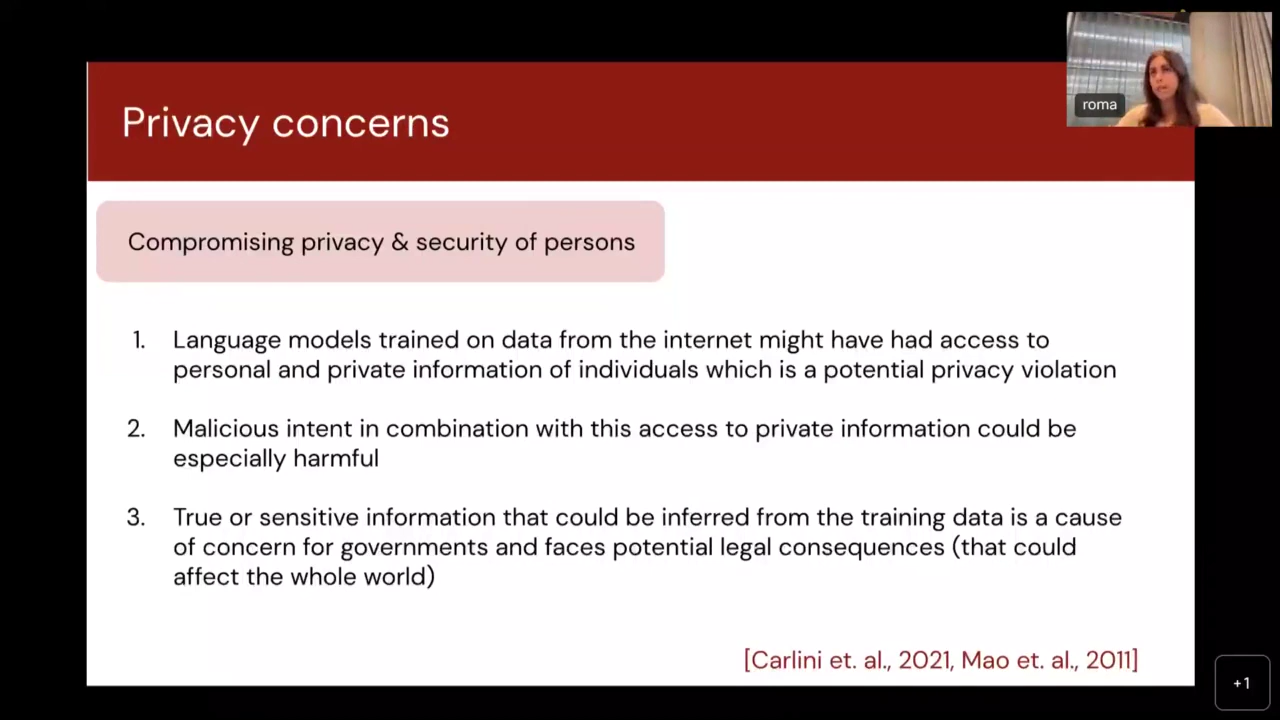 Privacy concerns
roma
Compromising privacy & security of persons
1. Language models trained on data from the internet might have had access to
personal and private information of individuals which is a potential privacy violation
2. Malicious intent in combination with this access to private information could be
especially harmful
3. True or sensitive information that could be inferred from the training data is a cause
of concern for governments and faces potential legal consequences (that could
affect the whole world)
[Carlini et. al., 2021, Mao et. al., 2011]
+1